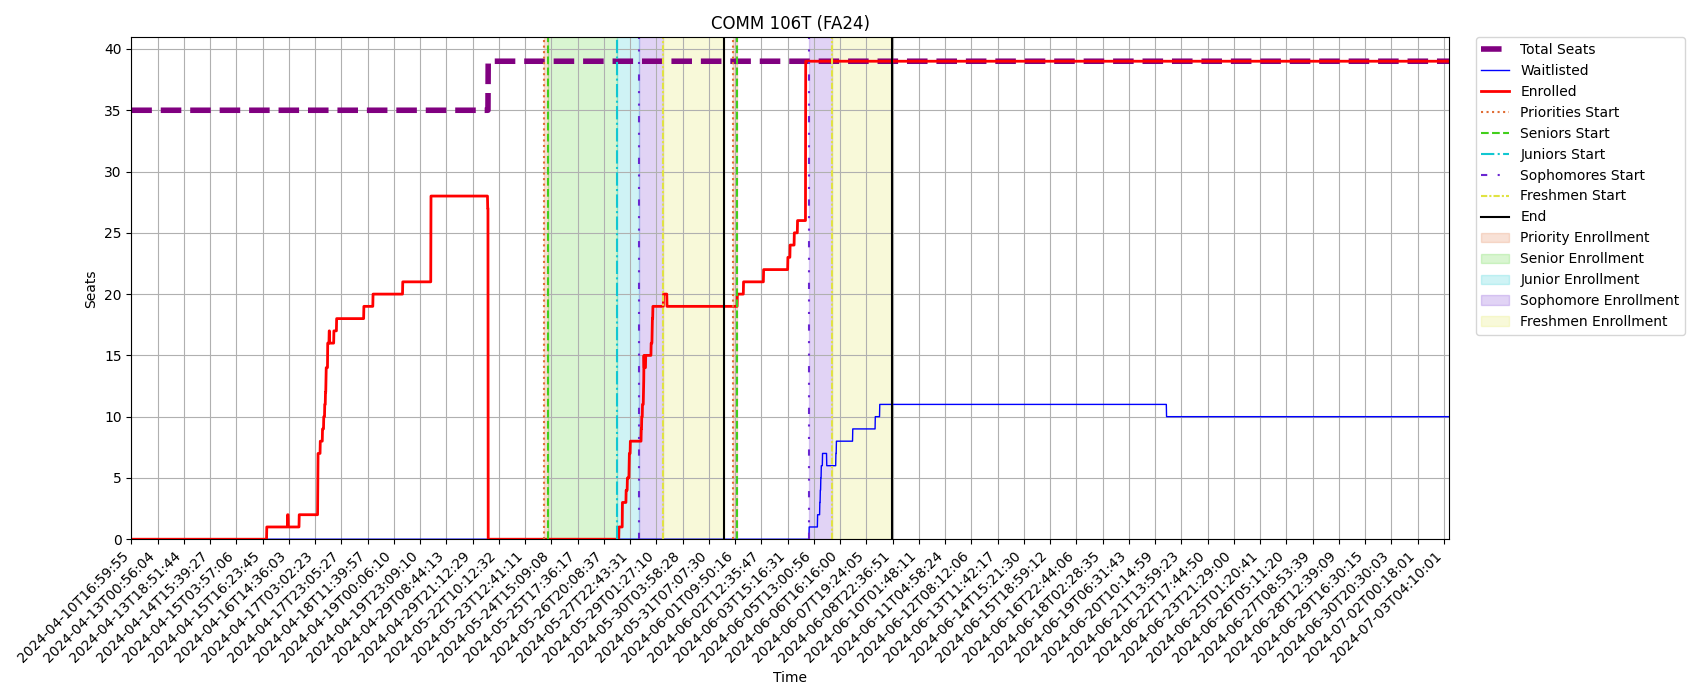 COMM 106T (FA24)
Seats
40
35
30
25
20
15
10
5
0
2024-04-10T16:59:55
2024-04-13T00:56:04
2024-04-13T18:51:44
2024-04-14T15:39:27
2024-04-15T03:57:06
2024-04-15T16:23:45
2024-04-16T14:36:03
2024-04-17T03:02:23
2024-04-17T23:05:27
2024-04-18T11:39:57
2024-04-19T00:06:10
2024-04-19T23:09:10
2024-04-29T08:44:13
2024-04-29T21:12:29
2024-05-22T10:12:32
2024-05-23T12:41:11
2024-05-24T15:09:08
2024-05-25T17:36:17
2024-05-26T20:08:37
2024-05-27T22:43:31
2024-05-29T01:27:10
2024-05-30T03:58:28
2024-05-31T07:07:30
2024-06-01T09:50:16
2024-06-02T12:35:47
2024-06-03T15:16:31
2024-06-05T13:00:56
2024-06-06T16:16:00
2024-06-07T19:24:05
2024-06-08T22:36:51
2024-06-10T01:48:11
2024-06-11T04:58:24
2024-06-12T08:12:06
2024-06-13T11:42:17
2024-06-14T15:21:30
2024-06-15T18:59:12
2024-06-16T22:44:06
2024-06-18T02:28:35
2024-06-19T06:31:43
2024-06-20T10:14:59
2024-06-21T13:59:23
2024-06-22T17:44:50
2024-06-23T21:29:00
2024-06-25T01:20:41
2024-06-26T05:11:20
2024-06-27T08:53:39
2024-06-28T12:39:09
2024-06-29T16:30:15
2024-06-30T20:30:03
2024-07-02T00:18:01
2024-07-03T04:10:01
Time
Total Seats
Waitlisted
Enrolled
Priorities Start
Seniors Start
Juniors Start
Sophomores Start
Freshmen Start
End
Priority Enrollment
Senior Enrollment
Junior Enrollment
Sophomore Enrollment
Freshmen Enrollment